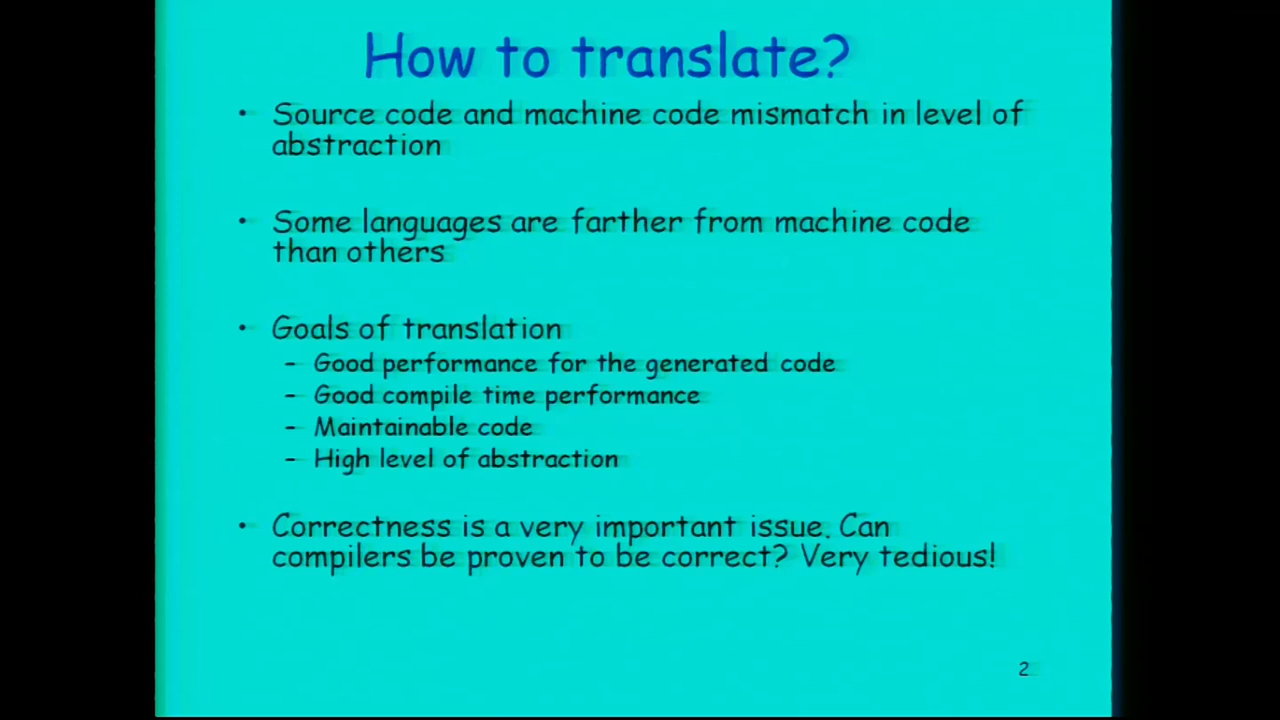 How to translate?
• Source code and machine code mismatch in level of
abstraction
• Some languages are farther from machine code
than others
• Goals of translation
– Good performance for the generated code
– Good compile time performance
– Maintainable code
– High level of abstraction
• Correctness is a very important issue. Can
compilers be proven to be correct? Very tedious!
2